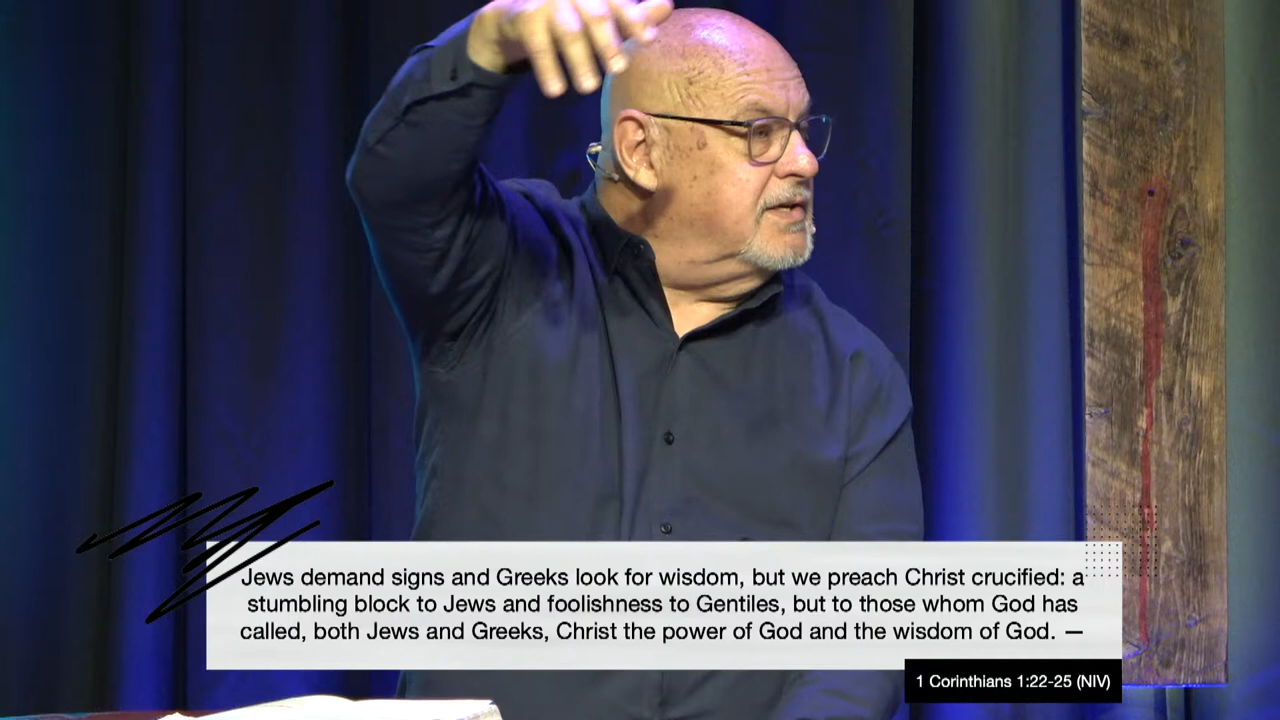 Jews demand signs and Greeks look for wisdom, but we preach Christ crucified: a
stumbling block to Jews and foolishness to Gentiles, but to those whom God has
called, both Jews and Greeks, Christ the power of God and the wisdom of God. —
1 Corinthians 1:22-25 (NIV)